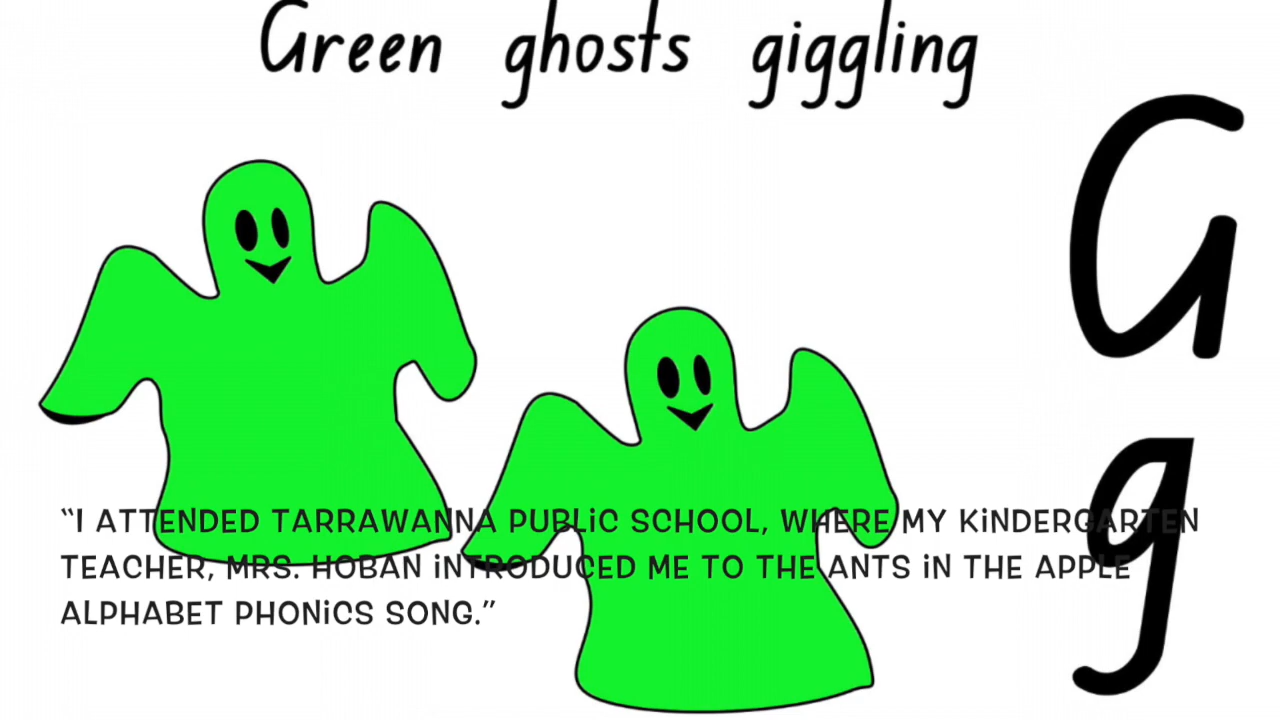 Green ghosts giggling
G
g
“I ATTENDED TARRAWANNA PUBLiC SCHOOL, WHERE MY KiNDERGARTEN
TEACHER, MRS. HOBAN iNTRODUCED ME TO THE ANTS iN THE APPLE
ALPHABET PHONiCS SONG.”